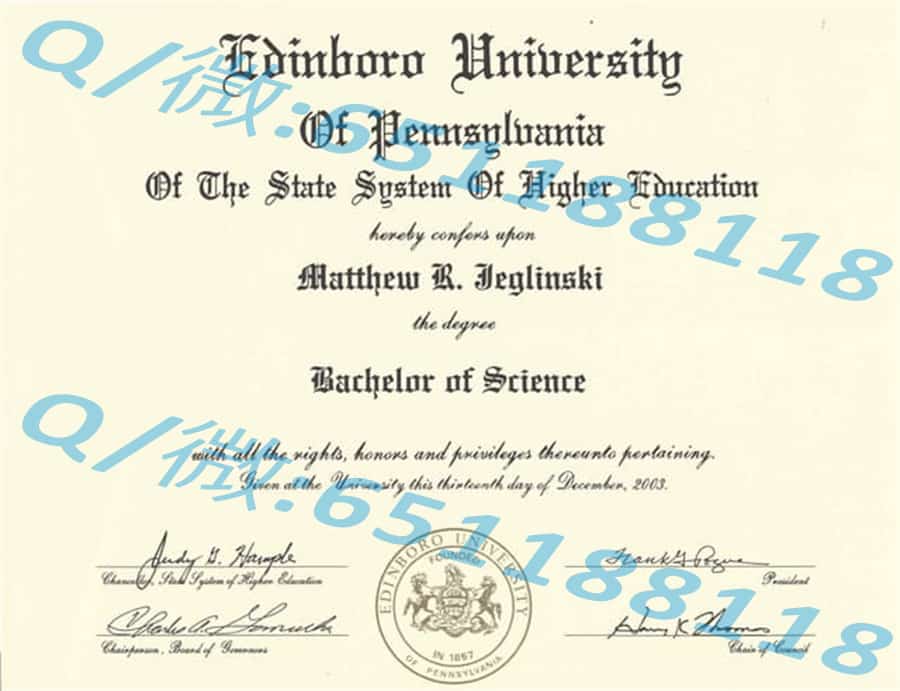 Edinboro University
Of Pennsylvania
Of The State System Of Higher Education
hereby confers upon
Matthew R. Jeglinski
the degree
Bachelor of Science
with all the rights, honors and privileges thereunto pertaining.
Given at the University this thirteenth day of December, 2003.
Judy G. Hample
Chancellor, State System of Higher Education
President
Chairperson, Board of Governors
Harry K. Thomas
Chair of Council
EDINBORO UNIVERSITY
FOUNDED
IN 1857
OF PENNSYLVANIA
Q/微:651188118
Q/微:651188118